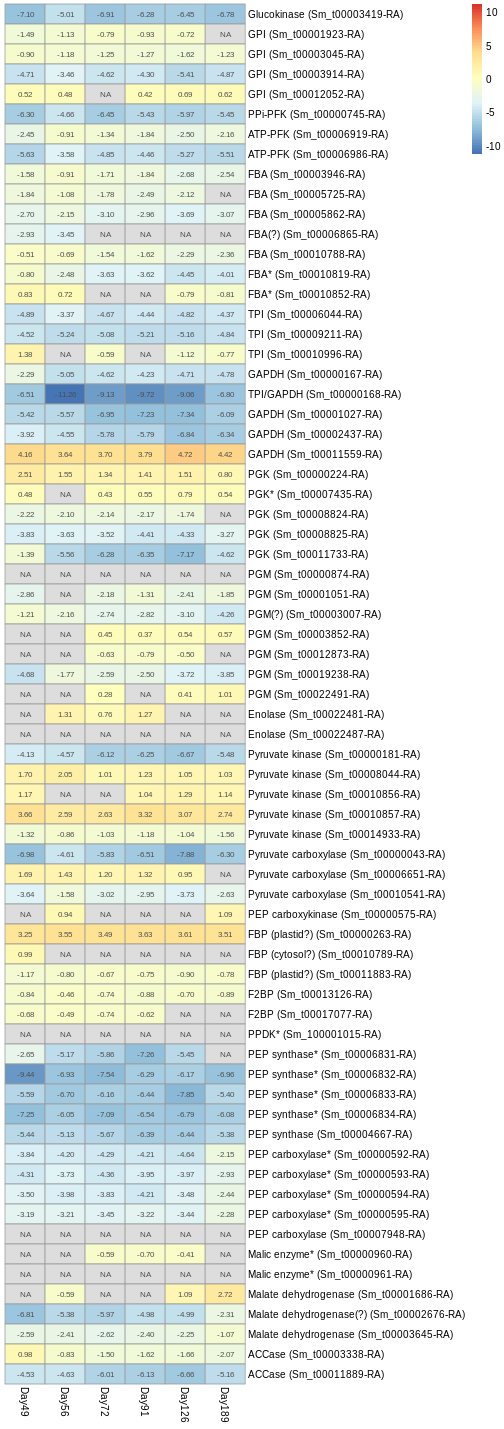 -7.10 -5.01 -6.91 -6.28 -6.45 -6.78 Glucokinase (Sm_t00003419-RA)
-1.49 -1.13 -0.79 -0.93 -0.72 NA GPI (Sm_t00001923-RA)
-0.90 -1.18 -1.25 -1.27 -1.62 -1.23 GPI (Sm_t00003045-RA)
-4.71 -3.46 -4.62 -4.30 -5.41 -4.87 GPI (Sm_t00003914-RA)
0.52 0.48 NA 0.42 0.69 0.62 GPI (Sm_t00012052-RA)
-6.30 -4.66 -6.45 -5.43 -5.97 -5.45 PPi-PFK (Sm_t00000745-RA)
-2.45 -0.91 -1.34 -1.84 -2.50 -2.16 ATP-PFK (Sm_t00006919-RA)
-5.63 -3.58 -4.85 -4.46 -5.27 -5.51 ATP-PFK (Sm_t00006986-RA)
-1.58 -0.91 -1.71 -1.84 -2.68 -2.54 FBA (Sm_t00003946-RA)
-1.84 -1.08 -1.78 -2.49 -2.12 NA FBA (Sm_t00005725-RA)
-2.70 -2.15 -3.10 -2.96 -3.69 -3.07 FBA (Sm_t00005862-RA)
-2.93 -3.45 NA NA NA NA FBA(?) (Sm_t00006865-RA)
-0.51 -0.69 -1.54 -1.62 -2.29 -2.36 FBA (Sm_t00010788-RA)
-0.80 -2.48 -3.63 -3.62 -4.45 -4.01 FBA* (Sm_t00010819-RA)
0.83 0.72 NA NA -0.79 -0.81 FBA* (Sm_t00010852-RA)
-4.89 -3.37 -4.67 -4.44 -4.82 -4.37 TPI (Sm_t00006044-RA)
-4.52 -5.24 -5.08 -5.21 -5.16 -4.84 TPI (Sm_t00009211-RA)
1.38 NA -0.59 NA -1.12 -0.77 TPI (Sm_t00010996-RA)
-2.29 -5.05 -4.62 -4.23 -4.71 -4.78 GAPDH (Sm_t00000167-RA)
-6.51 -11.26 -9.13 -9.72 -9.06 -6.80 TPI/GAPDH (Sm_t00000168-RA)
-5.42 -5.57 -6.95 -7.23 -7.34 -6.09 GAPDH (Sm_t00001027-RA)
-3.92 -4.55 -5.78 -5.79 -6.84 -6.34 GAPDH (Sm_t00002437-RA)
4.16 3.64 3.70 3.79 4.72 4.42 GAPDH (Sm_t00011559-RA)
2.51 1.55 1.34 1.41 1.51 0.80 PGK (Sm_t00000224-RA)
0.48 NA 0.43 0.55 0.79 0.54 PGK* (Sm_t00007435-RA)
-2.22 -2.10 -2.14 -2.17 -1.74 NA PGK (Sm_t00008824-RA)
-3.83 -3.63 -3.52 -4.41 -4.33 -3.27 PGK (Sm_t00008825-RA)
-1.39 -5.56 -6.28 -6.35 -7.17 -4.62 PGK (Sm_t00011733-RA)
NA NA NA NA NA NA PGM (Sm_t00000874-RA)
-2.86 NA -2.18 -1.31 -2.41 -1.85 PGM (Sm_t00001051-RA)
-1.21 -2.16 -2.74 -2.82 -3.10 -4.26 PGM(?) (Sm_t00003007-RA)
NA NA 0.45 0.37 0.54 0.57 PGM (Sm_t00003852-RA)
NA NA -0.63 -0.79 -0.50 NA PGM (Sm_t00012873-RA)
-4.68 -1.77 -2.59 -2.50 -3.72 -3.85 PGM (Sm_t00019238-RA)
NA NA 0.28 NA 0.41 1.01 PGM (Sm_t00022491-RA)
NA 1.31 0.76 1.27 NA NA Enolase (Sm_t00022481-RA)
NA NA NA NA NA NA Enolase (Sm_t00022487-RA)
-4.13 -4.57 -6.12 -6.25 -6.67 -5.48 Pyruvate kinase (Sm_t00000181-RA)
1.70 2.05 1.01 1.23 1.05 1.03 Pyruvate kinase (Sm_t00008044-RA)
1.17 NA NA 1.04 1.29 1.14 Pyruvate kinase (Sm_t00010856-RA)
3.66 2.59 2.63 3.32 3.07 2.74 Pyruvate kinase (Sm_t00010857-RA)
-1.32 -0.86 -1.03 -1.18 -1.04 -1.56 Pyruvate kinase (Sm_t00014933-RA)
-6.98 -4.61 -5.83 -6.51 -7.88 -6.30 Pyruvate carboxylase (Sm_t00000043-RA)
1.69 1.43 1.20 1.32 0.95 NA Pyruvate carboxylase (Sm_t00006651-RA)
-3.64 -1.58 -3.02 -2.95 -3.73 -2.63 Pyruvate carboxylase (Sm_t00010541-RA)
NA 0.94 NA NA NA 1.09 PEP carboxykinase (Sm_t00000575-RA)
3.25 3.55 3.49 3.63 3.61 3.51 FBP (plastid?) (Sm_t00000263-RA)
0.99 NA NA NA NA NA FBP (cytosol?) (Sm_t00010789-RA)
-1.17 -0.80 -0.67 -0.75 -0.90 -0.78 FBP (plastid?) (Sm_t00011883-RA)
-0.84 -0.46 -0.74 -0.88 -0.70 -0.89 F2BP (Sm_t00013126-RA)
-0.68 -0.49 -0.74 -0.62 NA NA F2BP (Sm_t00017077-RA)
NA NA NA NA NA NA PPDK* (Sm_100001015-RA)
-2.65 -5.17 -5.86 -7.26 -5.45 NA PEP synthase* (Sm_t00006831-RA)
-9.44 -6.93 -7.54 -6.29 -6.17 -6.96 PEP synthase* (Sm_t00006832-RA)
-5.59 -6.70 -6.16 -6.44 -7.85 -5.40 PEP synthase* (Sm_t00006833-RA)
-7.25 -6.05 -7.09 -6.54 -6.79 -6.08 PEP synthase* (Sm_t00006834-RA)
-5.44 -5.13 -5.67 -6.39 -6.44 -5.38 PEP synthase (Sm_t00004667-RA)
-3.84 -4.20 -4.29 -4.21 -4.64 -2.15 PEP carboxylase* (Sm_t00000592-RA)
-4.31 -3.73 -4.36 -3.95 -3.97 -2.93 PEP carboxylase* (Sm_t00000593-RA)
-3.50 -3.98 -3.83 -4.21 -3.48 -2.44 PEP carboxylase* (Sm_t00000594-RA)
-3.19 -3.21 -3.45 -3.22 -3.44 -2.28 PEP carboxylase* (Sm_t00000595-RA)
NA NA NA NA NA NA PEP carboxylase (Sm_t00007948-RA)
NA NA -0.59 -0.70 -0.41 NA Malic enzyme* (Sm_t00000960-RA)
NA NA NA NA NA NA Malic enzyme* (Sm_t00000961-RA)
NA -0.59 NA NA 1.09 2.72 Malate dehydrogenase (Sm_t00001686-RA)
-6.81 -5.38 -5.97 -4.98 -4.99 -2.31 Malate dehydrogenase(?) (Sm_t00002676-RA)
-2.59 -2.41 -2.62 -2.40 -2.25 -1.07 Malate dehydrogenase (Sm_t00003645-RA)
0.98 -0.83 -1.50 -1.62 -1.66 -2.07 ACCase (Sm_t00003338-RA)
-4.53 -4.63 -6.01 -6.13 -6.66 -5.16 ACCase (Sm_t00011889-RA)
Day49 Day56 Day72 Day91 Day126 Day189
10
5
0
-5
-10